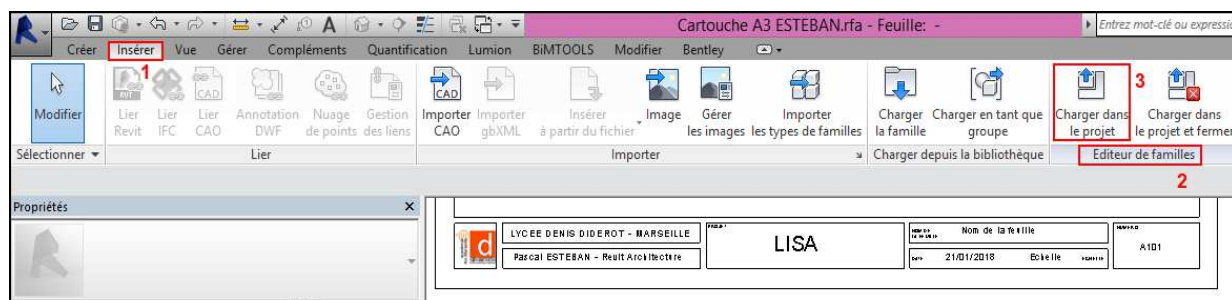 Cartouche A3 ESTEBAN.rfa - Feuille: -
Entrez mot-clé ou expressio
Créer Insérer Vue Gérer Compléments Quantification Lumion BiMTOOLS Modifier Bentley
1
3
Modifier
Lier Revit
Lier IFC
Lier CAO
Annotation DWF
Nuage de points
Gestion des liens
Importer CAO
Importer gbXML
Insérer à partir du fichier
Image
Gérer les images
Importer les types de familles
Charger la famille
Charger en tant que groupe
Charger dans le projet
Charger dans le projet et fermer
Sélectionner Lier Importer Charger depuis la bibliothèque Editeur de familles
2
Propriétés
LYCEE DENIS DIDEROT - MARSEILLE
Pascal ESTEBAN - Reuit Architecture
LISA
Nom de la feuille
21/01/2018 Echelle
A101